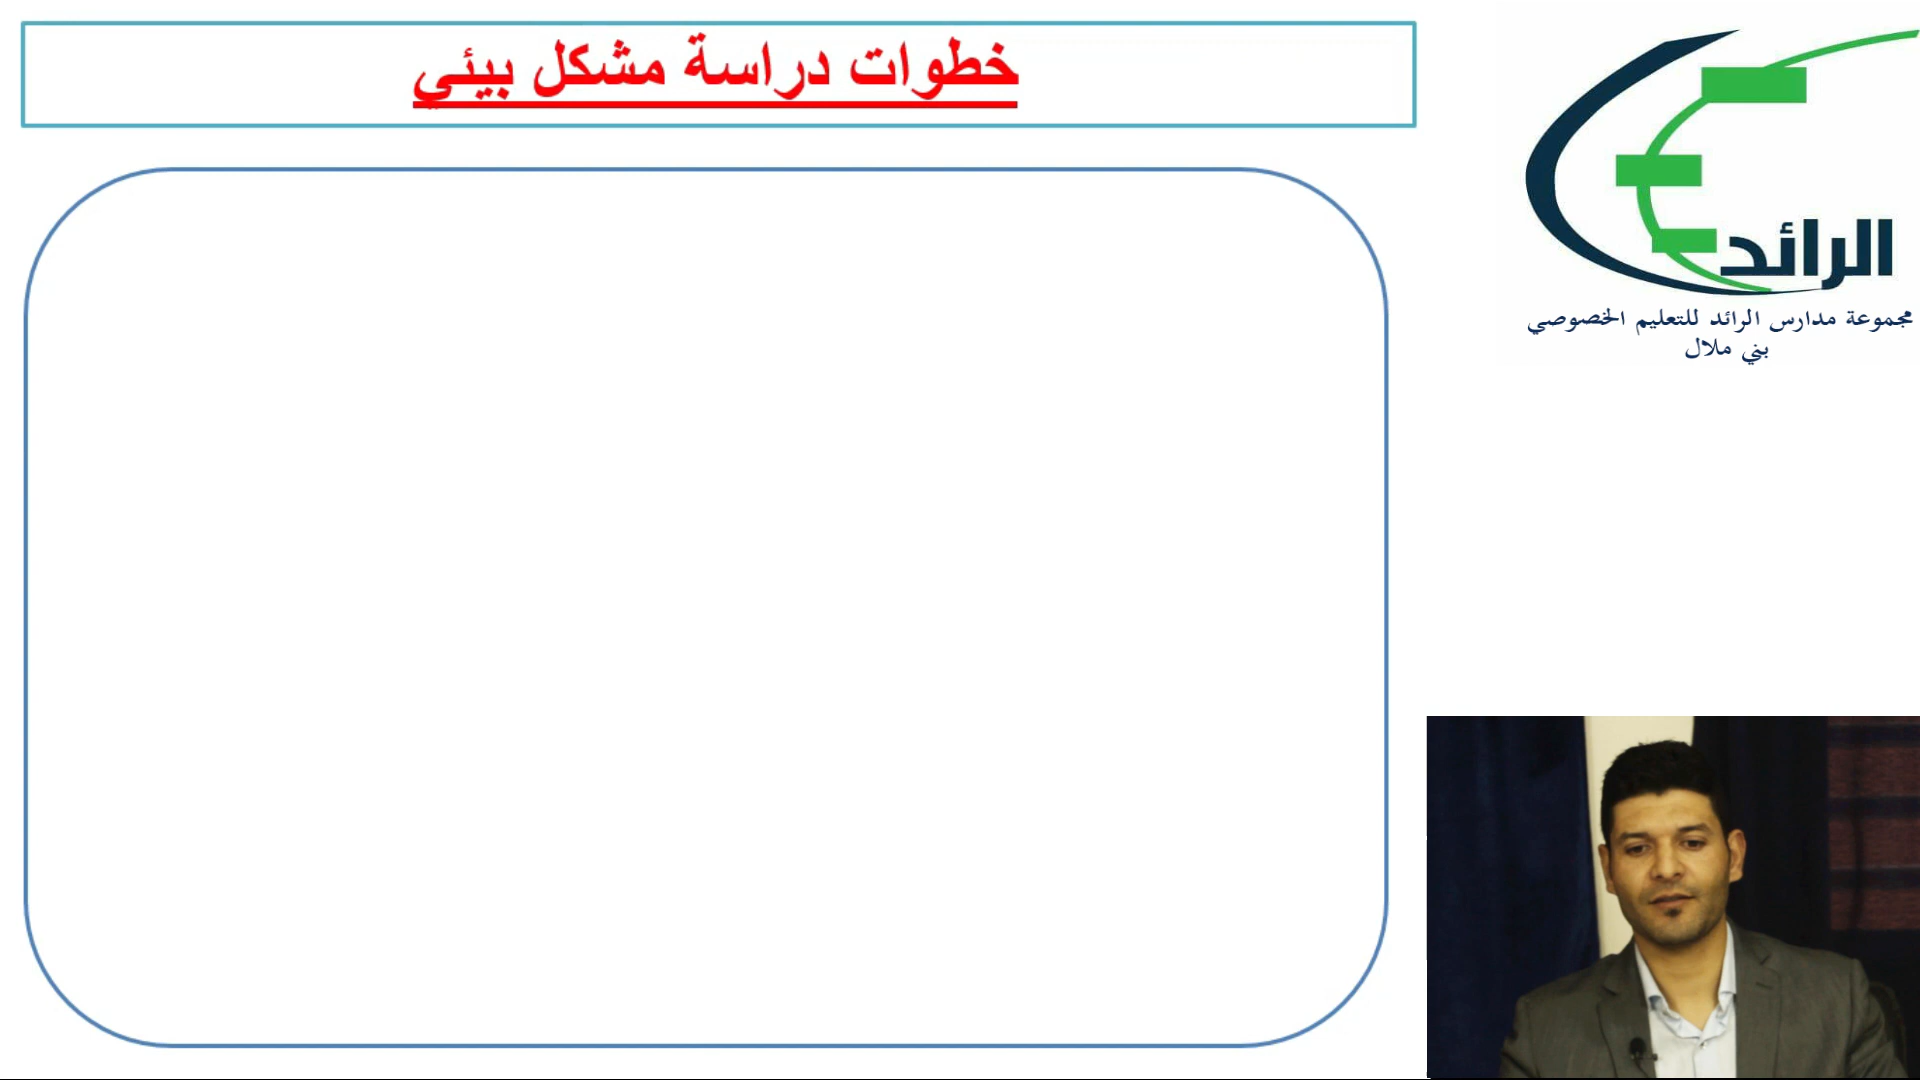 خطوات دراسة مشكل بيئي
الرائد
مجموعة مدارس الرائد للتعليم الخصوصي
بني ملال